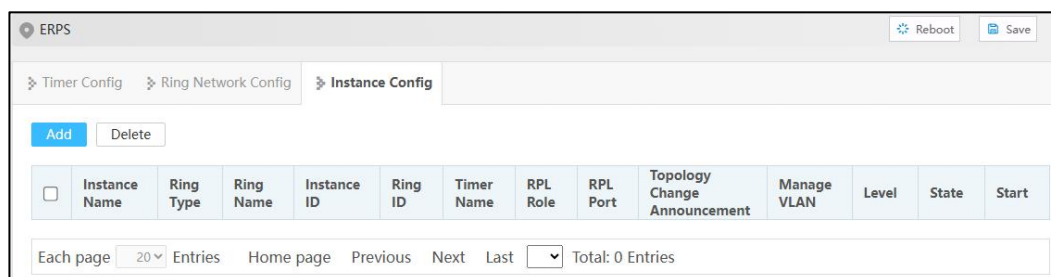 ERPS Reboot Save
Timer Config Ring Network Config Instance Config
Add Delete
Instance Name Ring Type Ring Name Instance ID Ring ID Timer Name RPL Role RPL Port Topology Change Announcement Manage VLAN Level State Start
Each page 20 Entries Home page Previous Next Last Total: 0 Entries